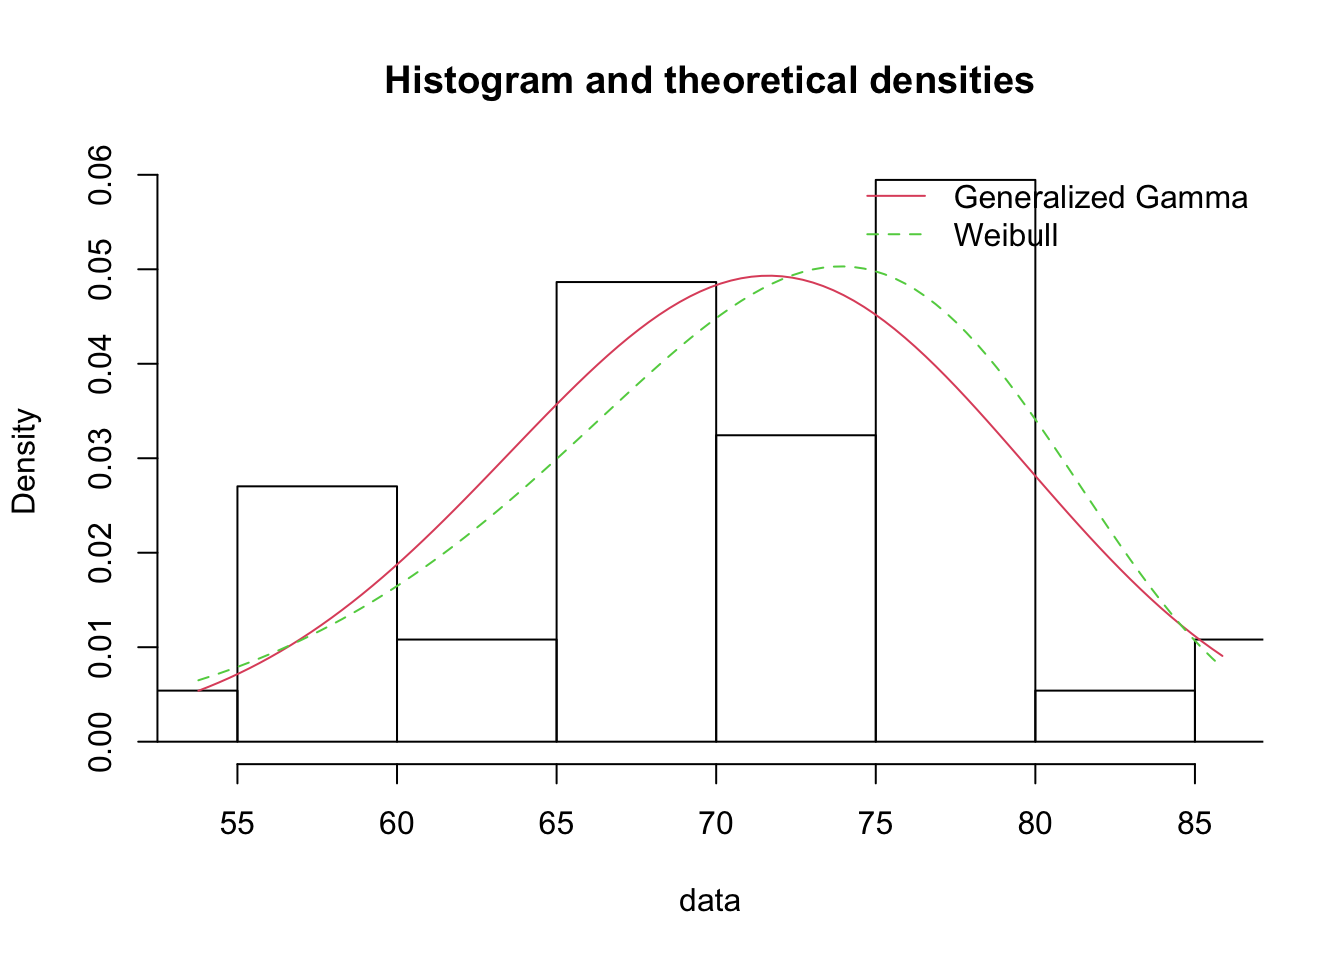 Histogram and theoretical densities
Generalized Gamma
Weibull
Density
0.06
0.05
0.04
0.03
0.02
0.01
0.00
55 60 65 70 75 80 85
data